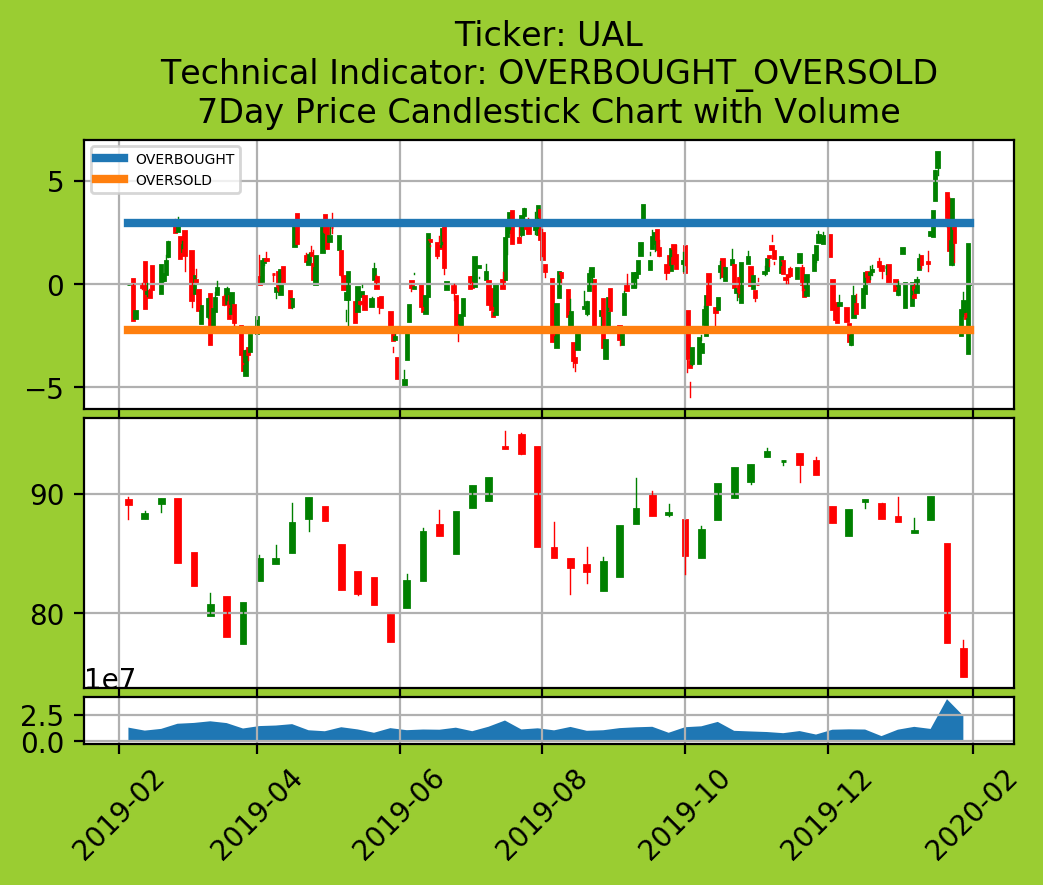 Ticker: UAL
Technical Indicator: OVERBOUGHT_OVERSOLD
7Day Price Candlestick Chart with Volume
OVERBOUGHT
OVERSOLD
5
0
−5
90
80
1e7
2.5
0.0
2019-02
2019-04
2019-06
2019-08
2019-10
2019-12
2020-02